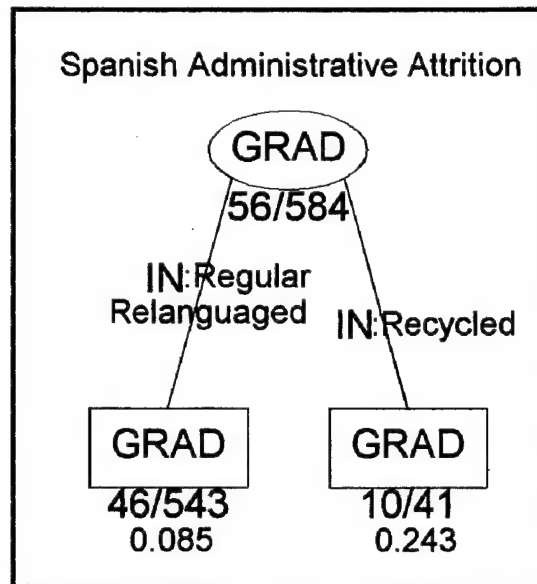 Spanish Administrative Attrition
GRAD
56/584
IN:Regular
Relanguaged
IN:Recycled
GRAD
46/543
0.085
GRAD
10/41
0.243